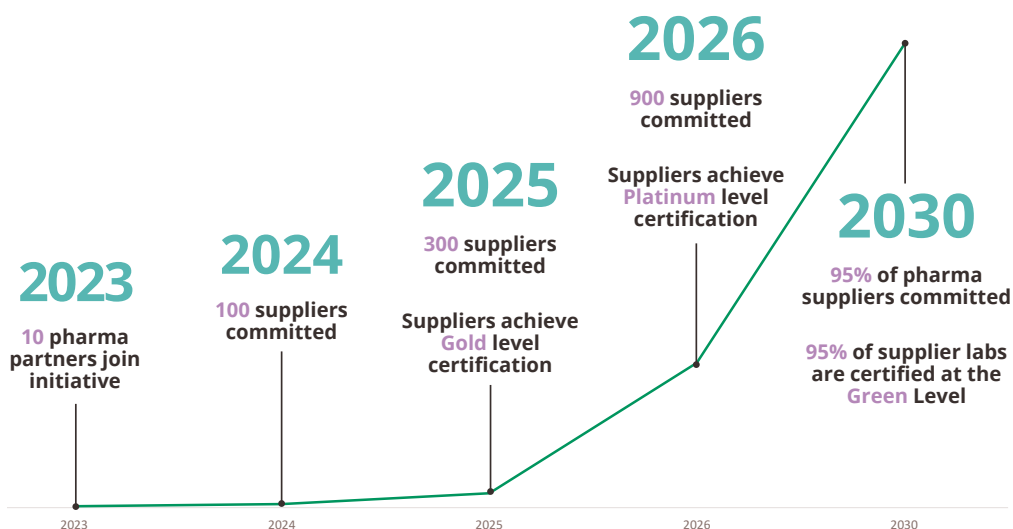 2023
10 pharma
partners join
initiative
2024
100 suppliers
committed
2025
300 suppliers
committed
Suppliers achieve
Gold level
certification
2026
900 suppliers
committed
Suppliers achieve
Platinum level
certification
2030
95% of pharma
suppliers committed
95% of supplier labs
are certified at the
Green Level
2023
2024
2025
2026
2030